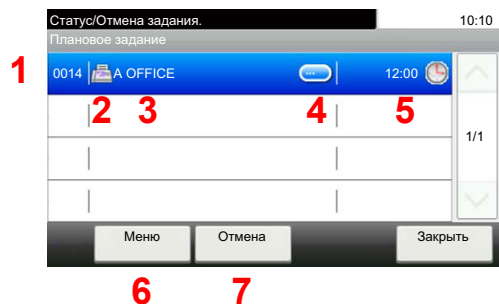 Статус/Отмена задания. 10:10
Плановое задание
1 0014 A OFFICE 12:00
2 3 4 5
1/1
Меню Отмена Закрыть
6 7